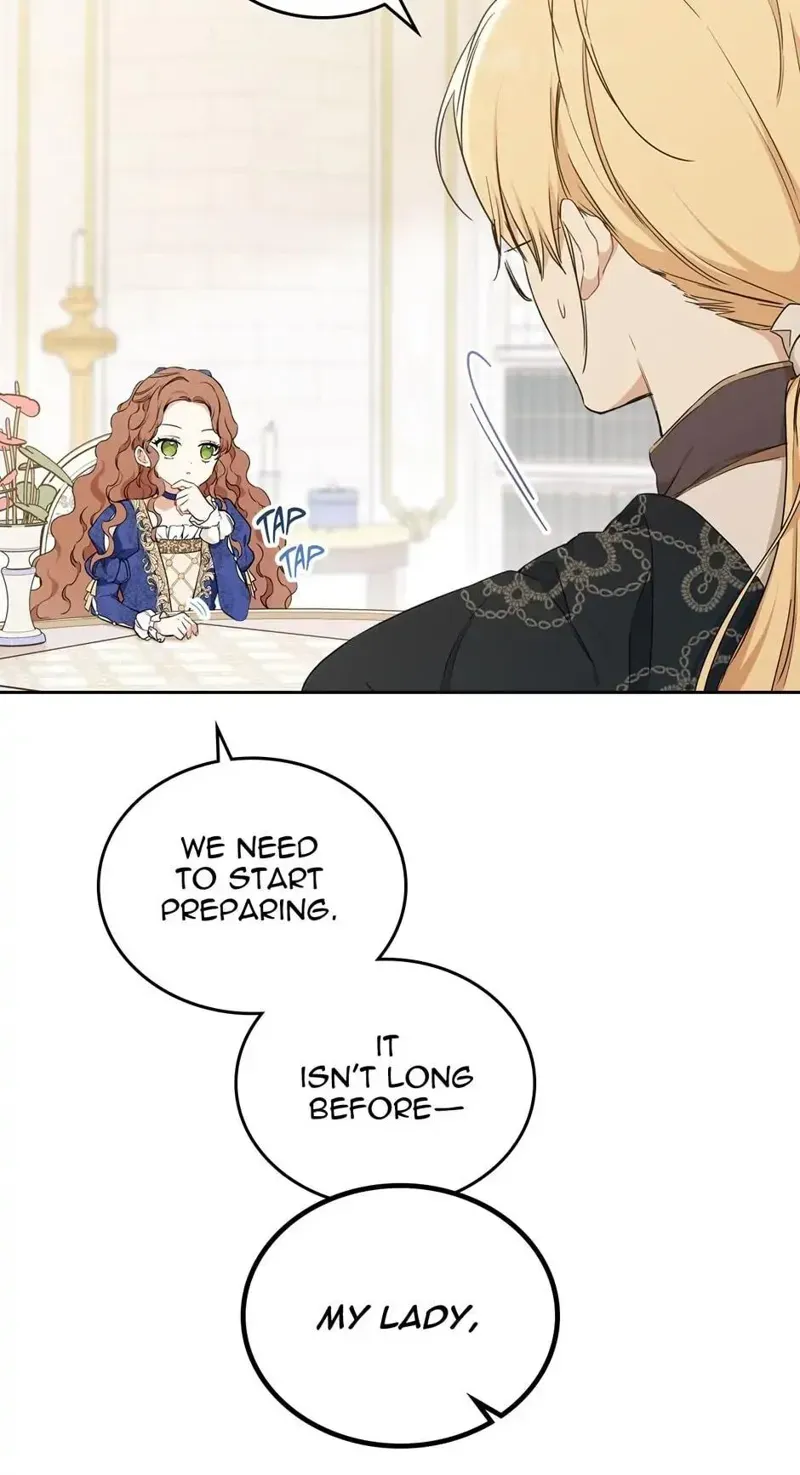 TAP
TAP
WE NEED
TO START
PREPARING.
IT
ISN'T LONG
BEFORE—
MY LADY,